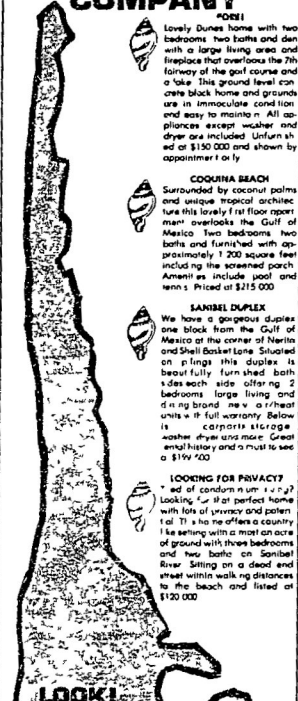 COMPANY
FORE!
Lovely Dunes home with two
bedrooms two baths and den
with a large living area and
fireplace that overlooks the 7th
fairway of the golf course and
a lake This ground level con
crete block home and grounds
are in immaculate condition
and easy to maintain All ap
pliances except washer and
dryer are included Unfurnish
ed at $150 000 and shown by
appointment only
COQUINA BEACH
Surrounded by coconut palms
and unique tropical architec
ture this lovely first floor apart
ment overlooks the Gulf of
Mexico Two bedrooms two
baths and furnished with ap-
proximately 1 200 square feet
including the screened porch
Amenities include pool and
tennis Priced at $215 000
SANIBEL DUPLEX
We have a gorgeous duplex
one block from the Gulf of
Mexico at the corner of Nerita
and Shell Basket Lane Situated
on pilings this duplex is
beautifully furnished both
sides each side offering 2
bedrooms large living and
dining brand new air/heat
units with full warranty Below
is carports storage
washer dryer and more Great
rental history and a must to see
a
LOOKING FOR PRIVACY?
Tired of condominium living?
Looking for that perfect home
with lots of privacy and poten
tial This home offers a country
like setting with almost an acre
of ground with three bedrooms
and two baths on Sanibel
River Sitting on a dead end
street within walking distances
to the beach and listed at
$120 000
LOOK!